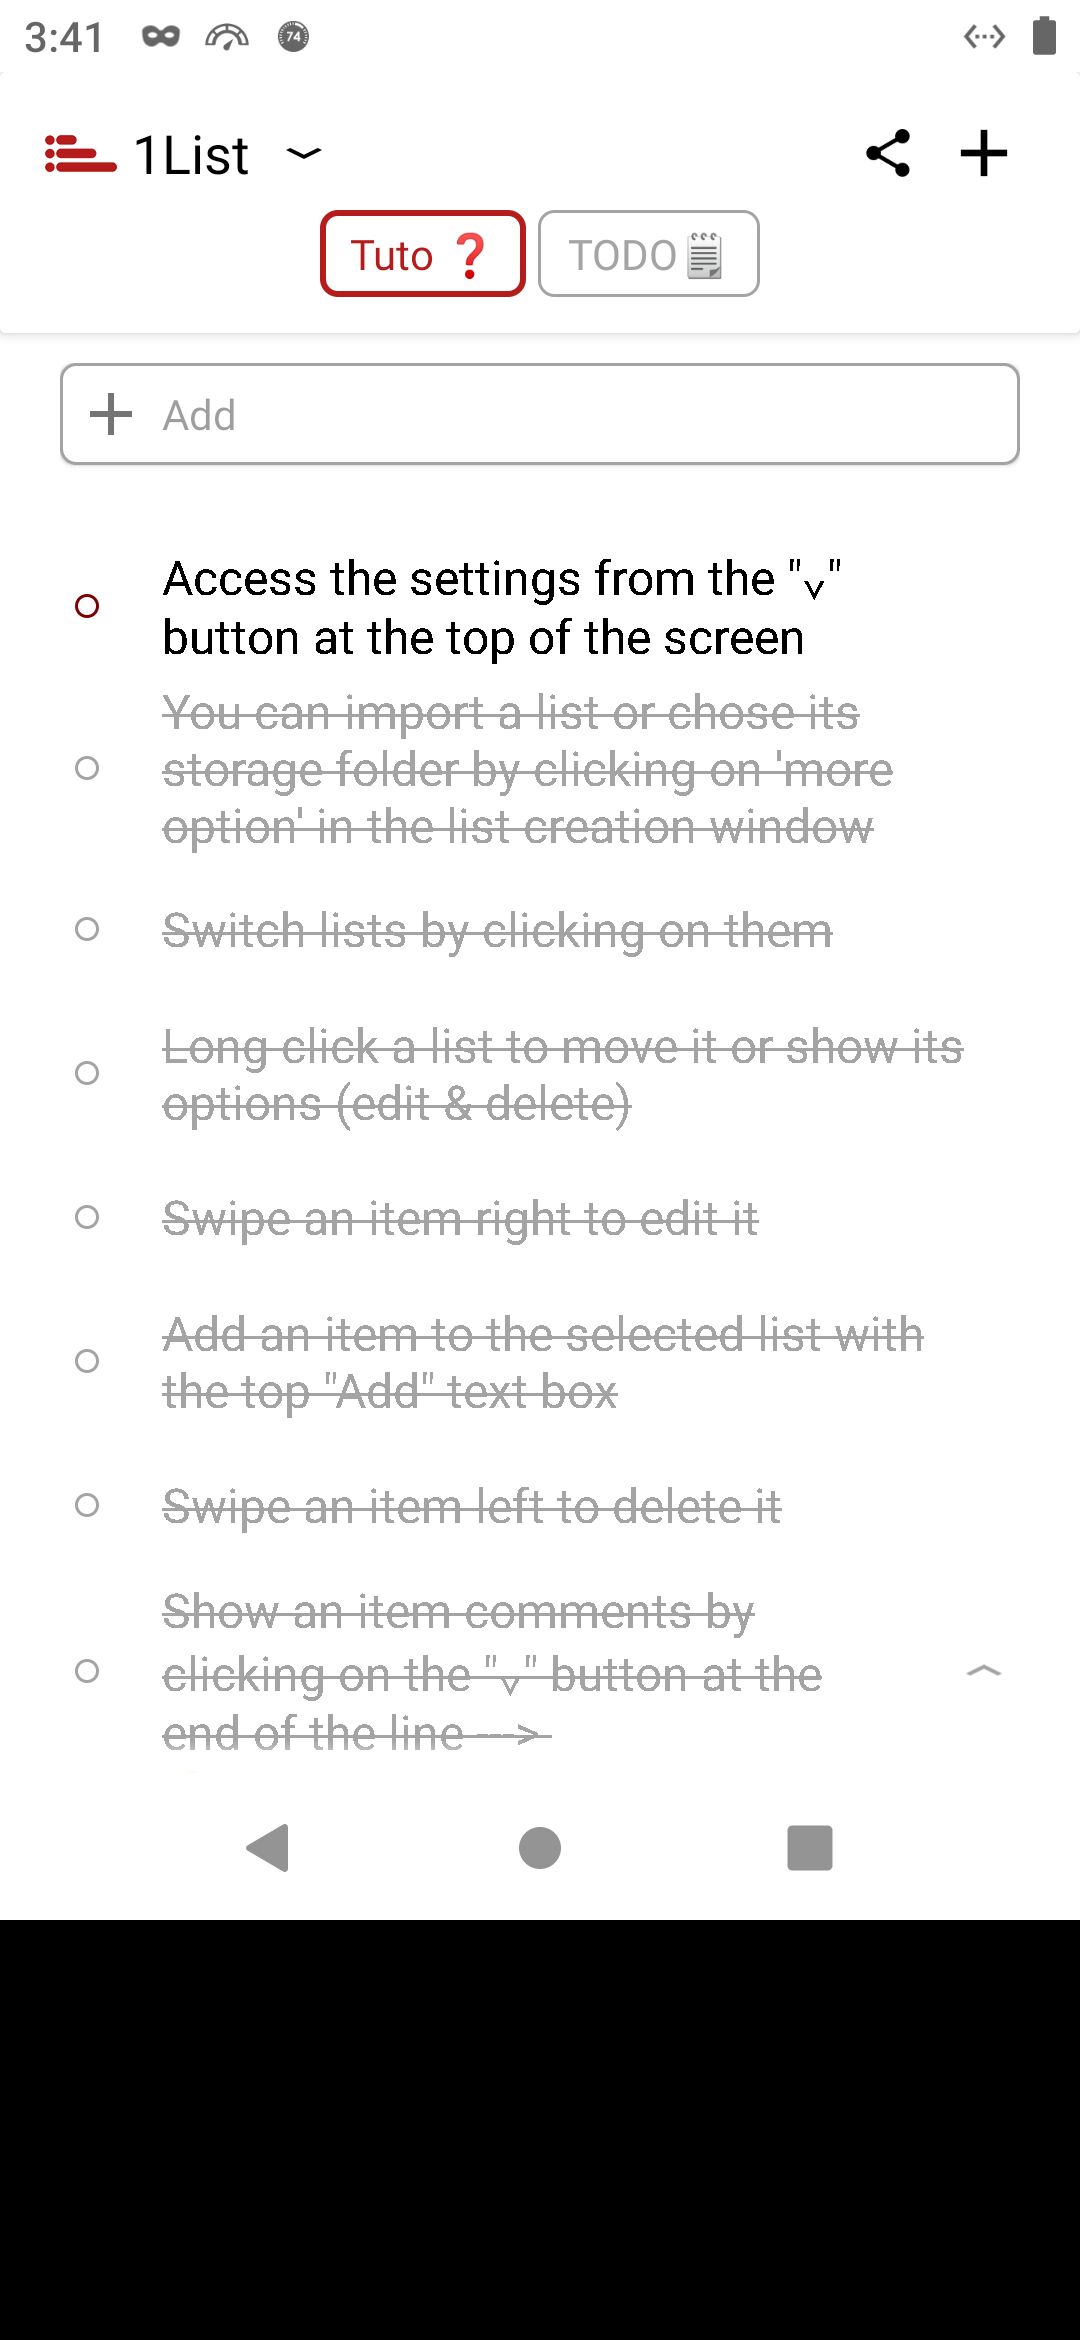 3:41
74
1List
Tuto ❓
TODO
Add
Access the settings from the "v"
button at the top of the screen
You can import a list or chose its
storage folder by clicking on 'more
option' in the list creation window
Switch lists by clicking on them
Long click a list to move it or show its
options (edit & delete)
Swipe an item right to edit it
Add an item to the selected list with
the top "Add" text box
Swipe an item left to delete it
Show an item comments by
clicking on the "v" button at the
end of the line --->